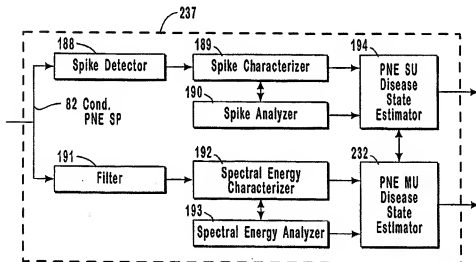 237
188
Spike Detector
189
Spike Characterizer
190
Spike Analyzer
194
PNE SU
Disease
State
Estimator
82 Cond.
PNE SP
191
Filter
192
Spectral Energy
Characterizer
193
Spectral Energy Analyzer
232
PNE MU
Disease
State
Estimator